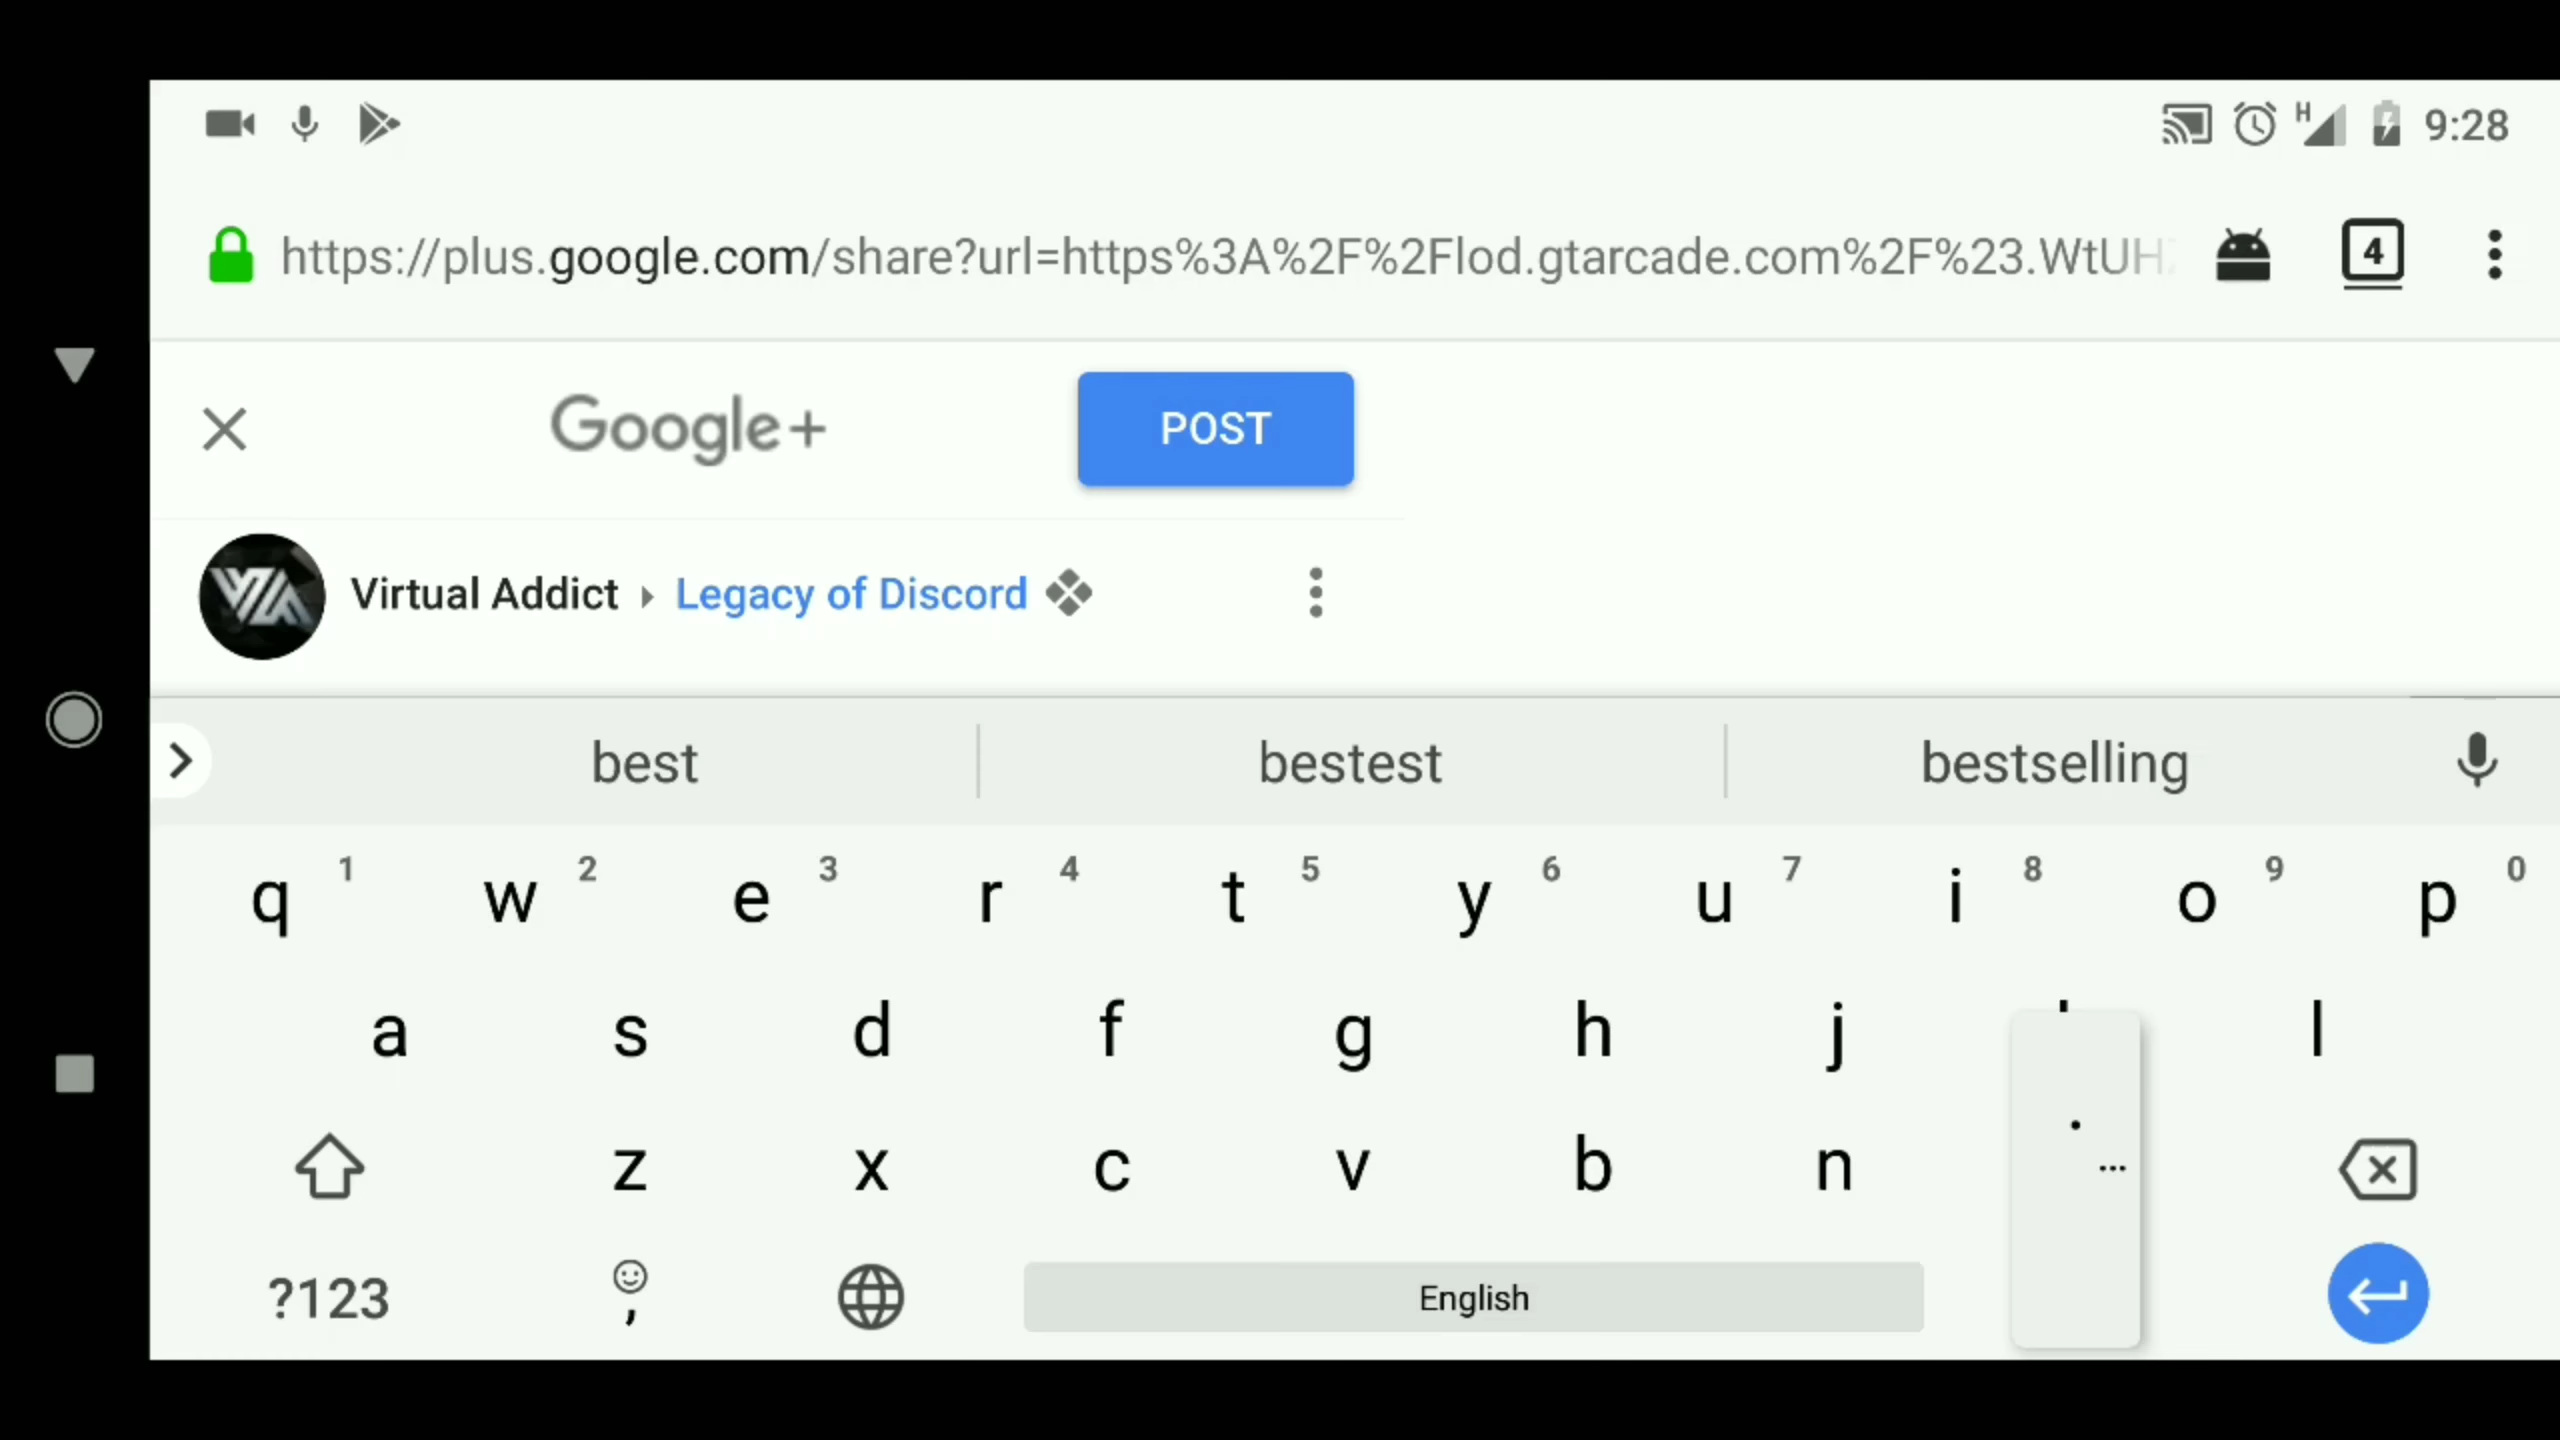 H 9:28
https://plus.google.com/share?url=https%3A%2F%2Flod.gtarcade.com%2F%23.WtUH
4
Google+
POST
VA
Virtual Addict Legacy of Discord
best bestest bestselling
q 1 w 2 e 3 r 4 t 5 y 6 u 7 i 8 o 9 p 0
a s d f g h j l
z x c v b n . ...
?123 , English